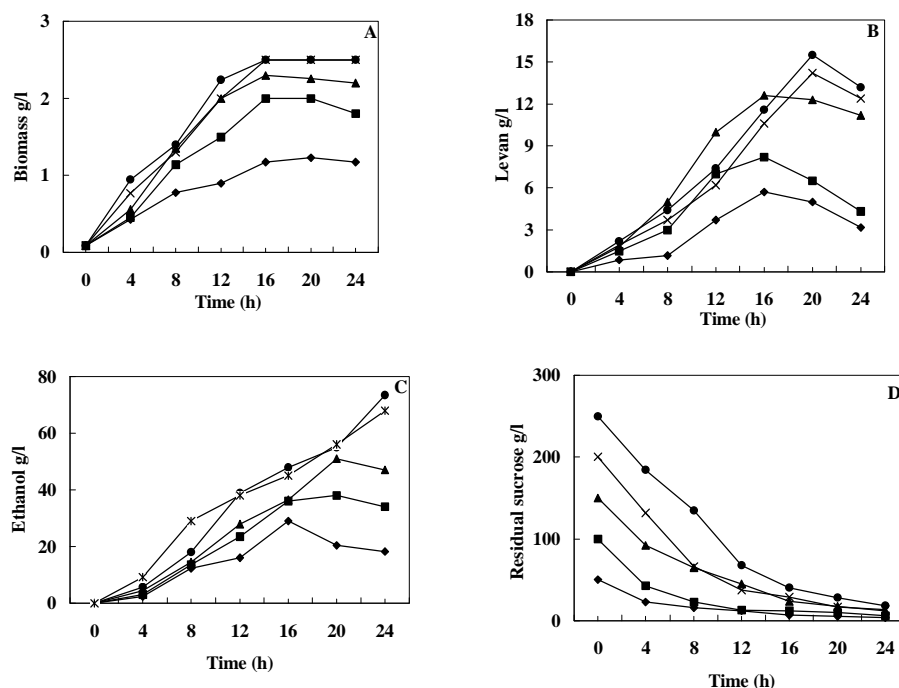 A
Biomass g/l
3
2
1
0
0 4 8 12 16 20 24
Time (h)
B
Levan g/l
18
15
12
9
6
3
0
0 4 8 12 16 20 24
Time (h)
C
Ethanol g/l
80
60
40
20
0
0 4 8 12 16 20 24
Time (h)
D
Residual sucrose g/l
300
200
100
0
0 4 8 12 16 20 24
Time (h)